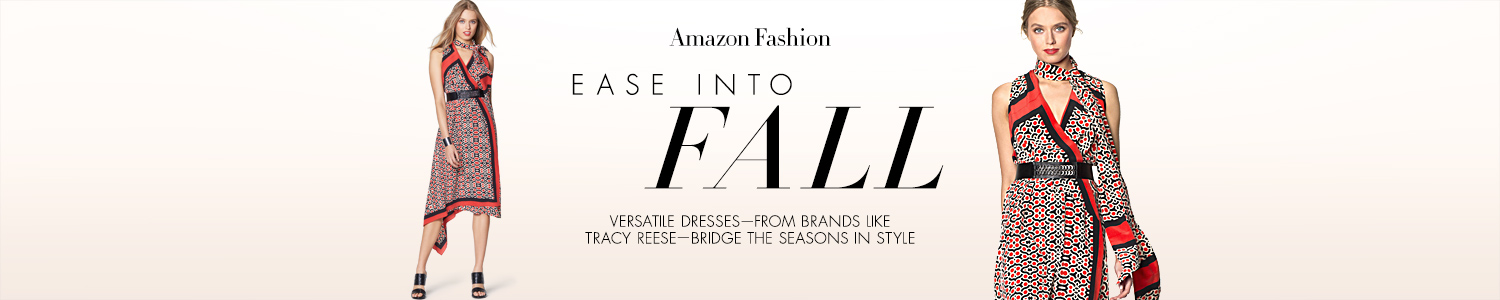 Amazon Fashion
EASE INTO
FALL
VERSATILE DRESSES—FROM BRANDS LIKE
TRACY REESE—BRIDGE THE SEASONS IN STYLE